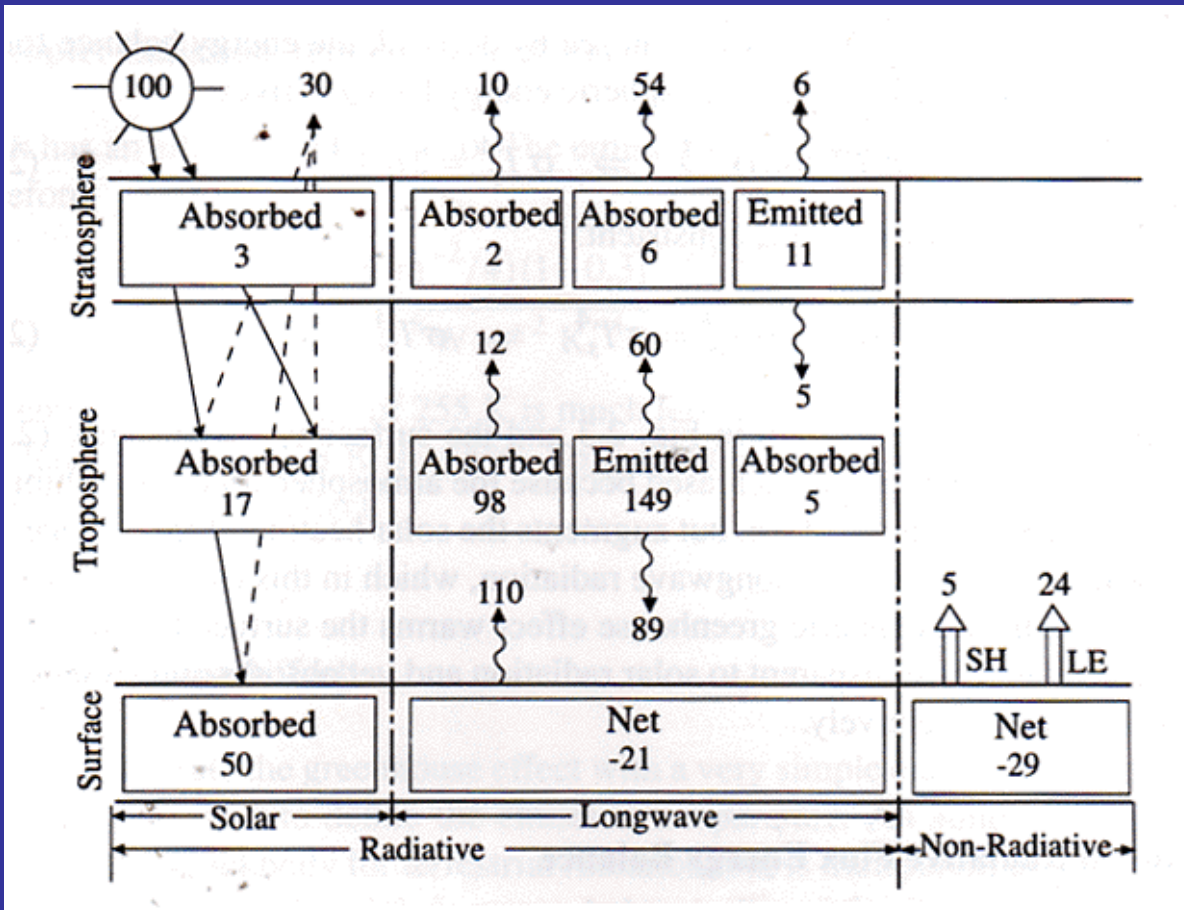 100
30
10
54
6
Stratosphere
Absorbed
3
Absorbed
2
Absorbed
6
Emitted
11
12
60
5
Troposphere
Absorbed
17
Absorbed
98
Emitted
149
Absorbed
5
110
89
5
24
SH
LE
Surface
Absorbed
50
Net
-21
Net
-29
Solar
Longwave
Radiative
Non-Radiative